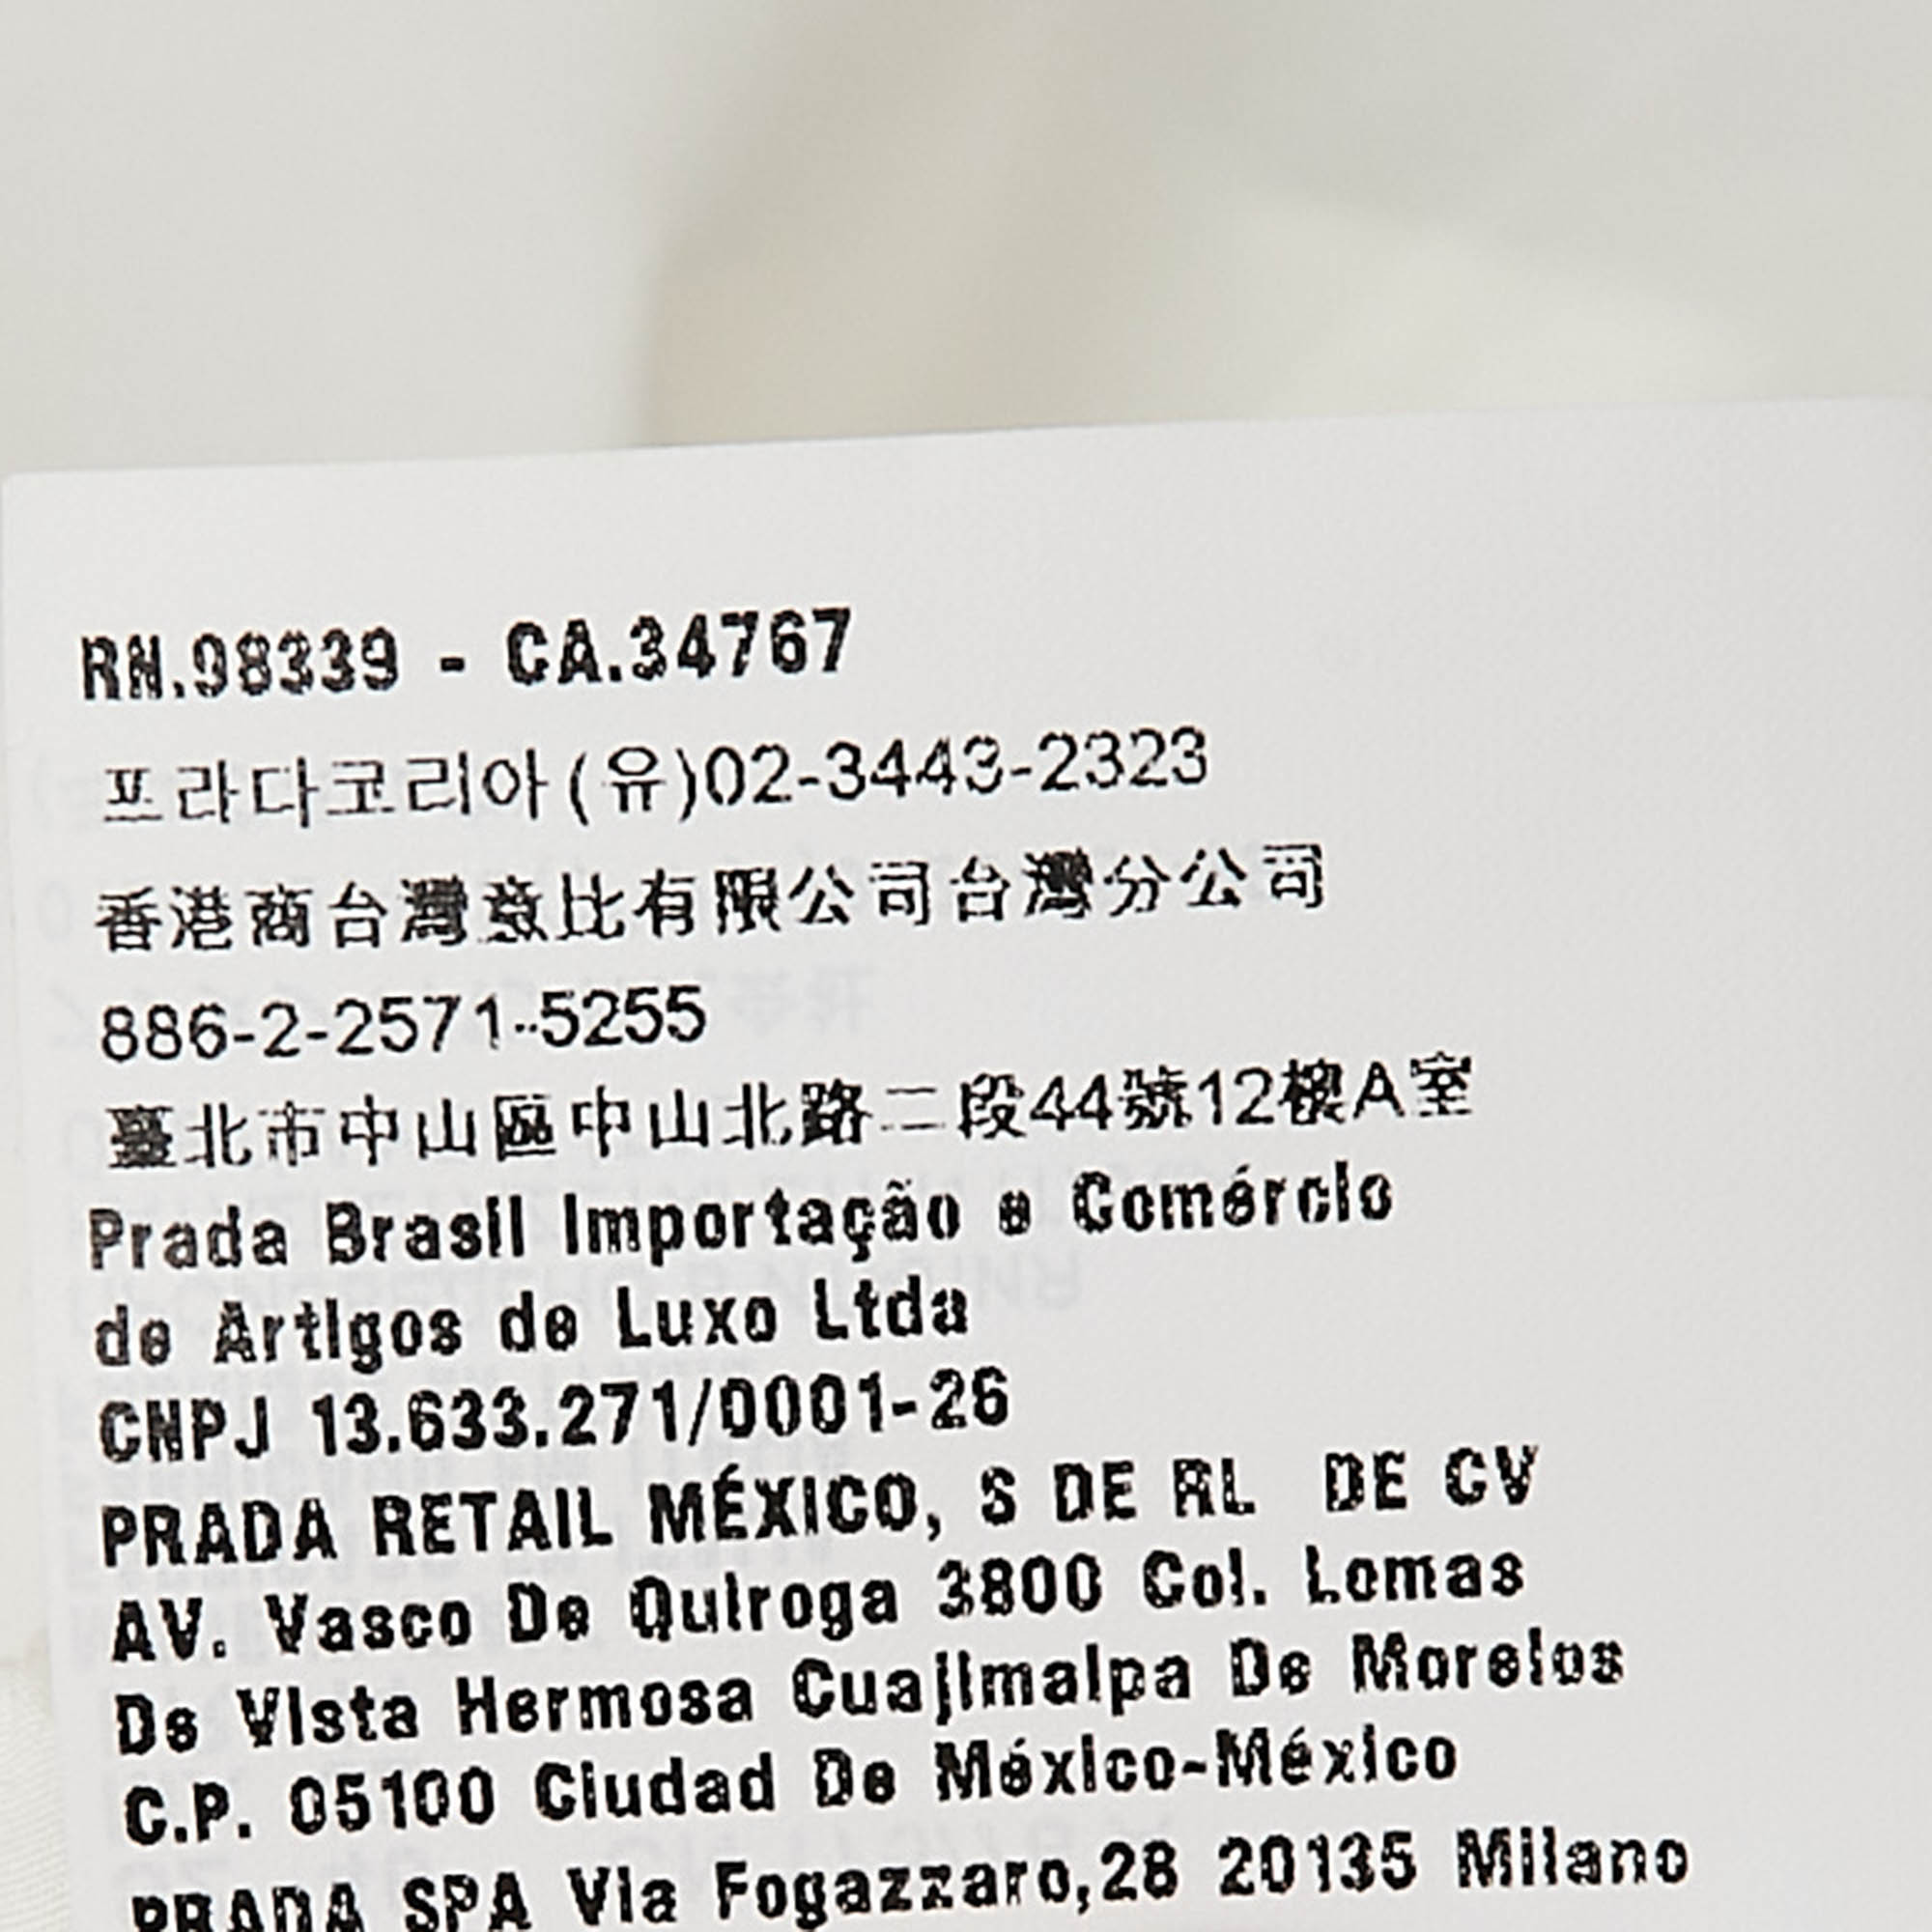 RN.98339 - CA.34767
프라다코리아(유)02-3443-2323
香港商台灣意比有限公司台灣分公司
886-2-2571-5255
臺北市中山區中山北路二段44號12樓A室
Prada Brasil Importação e Comércio
de Artigos de Luxo Ltda
CNPJ 13.633.271/0001-26
PRADA RETAIL MÉXICO, S DE RL DE CV
AV. Vasco De Quiroga 3800 Col. Lomas
De Vista Hermosa Cuajimalpa De Morelos
C.P. 05100 Ciudad De México-México
PRADA SPA Via Fogazzaro,28 20135 Milano